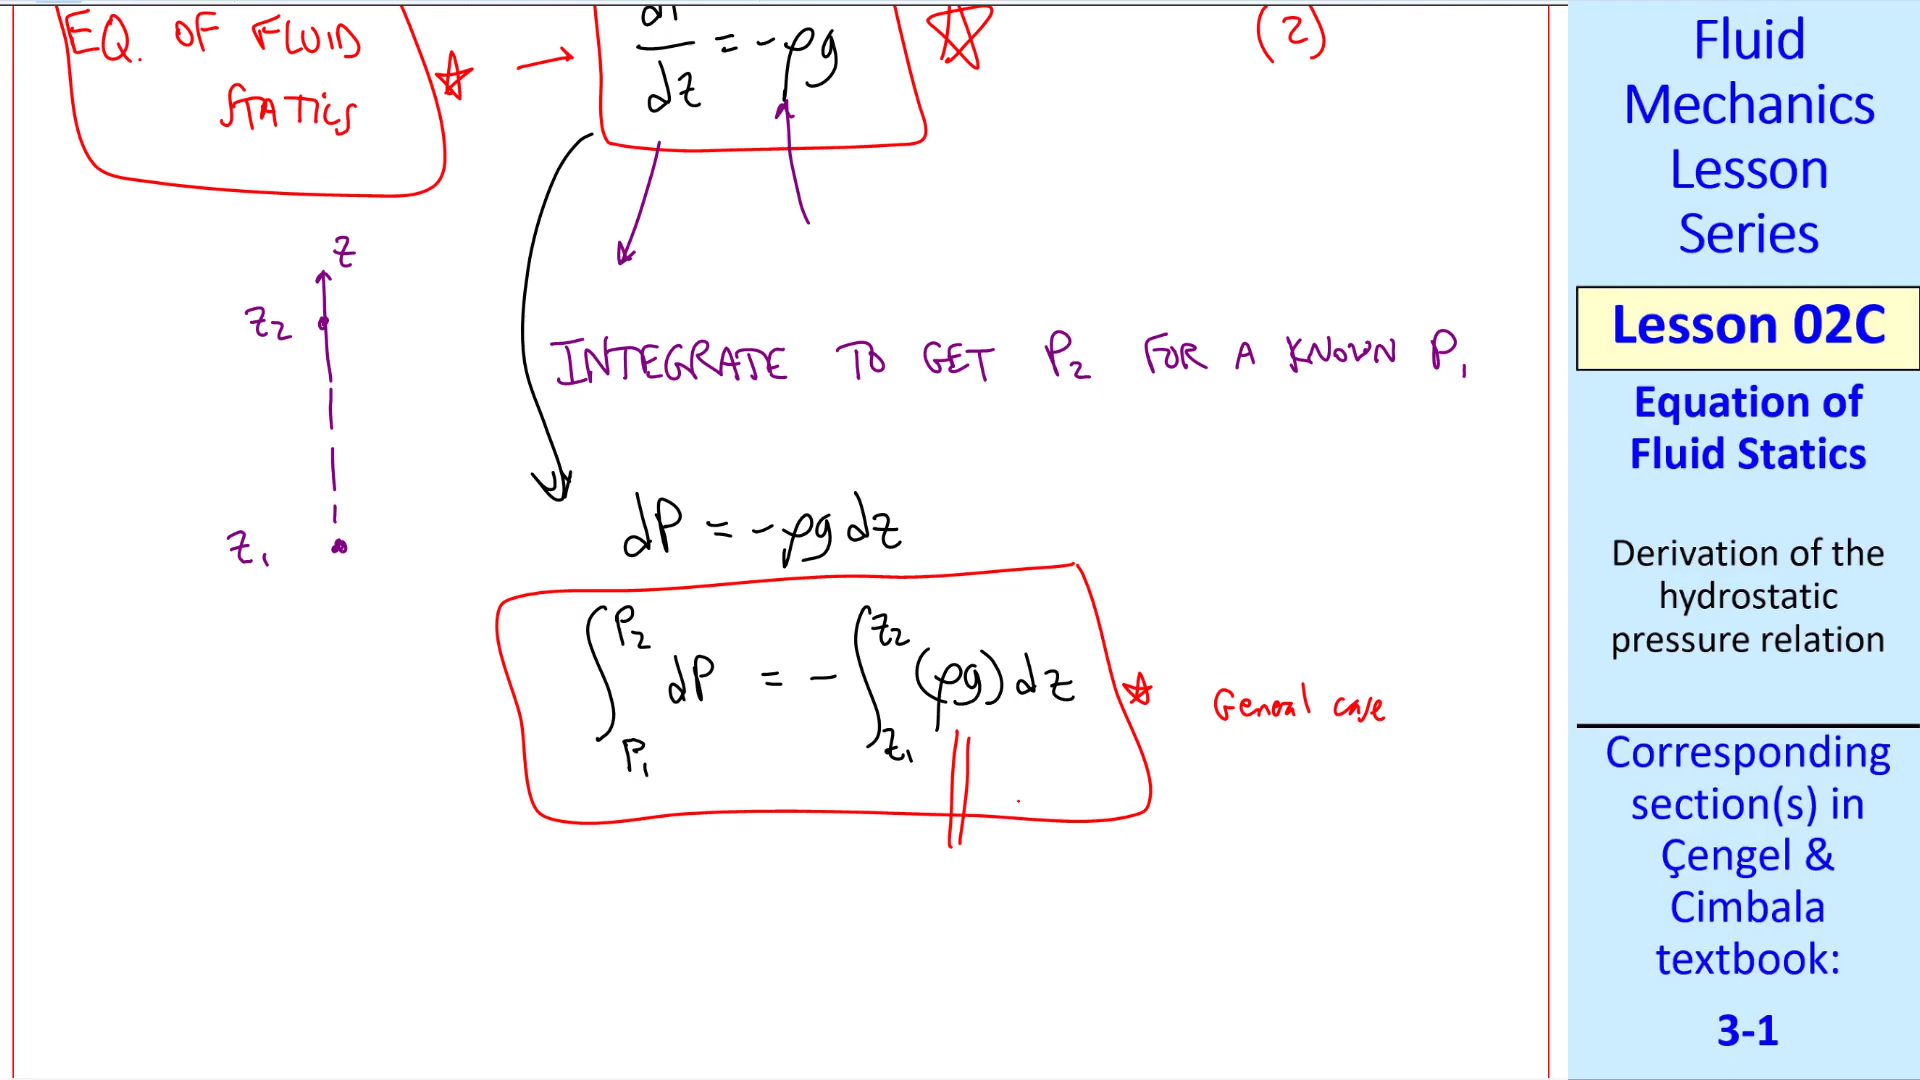 EQ. OF FLUID
STATICS
dP/dz = -ρg
(2)
z
z2
z1
INTEGRATE TO GET P2 FOR A KNOWN P1
dP = -ρg dz
∫_{P1}^{P2} dP = - ∫_{z1}^{z2} (ρg) dz
General case
Fluid
Mechanics
Lesson
Series
Lesson 02C
Equation of
Fluid Statics
Derivation of the
hydrostatic
pressure relation
Corresponding
section(s) in
Çengel &
Cimbala
textbook:
3-1